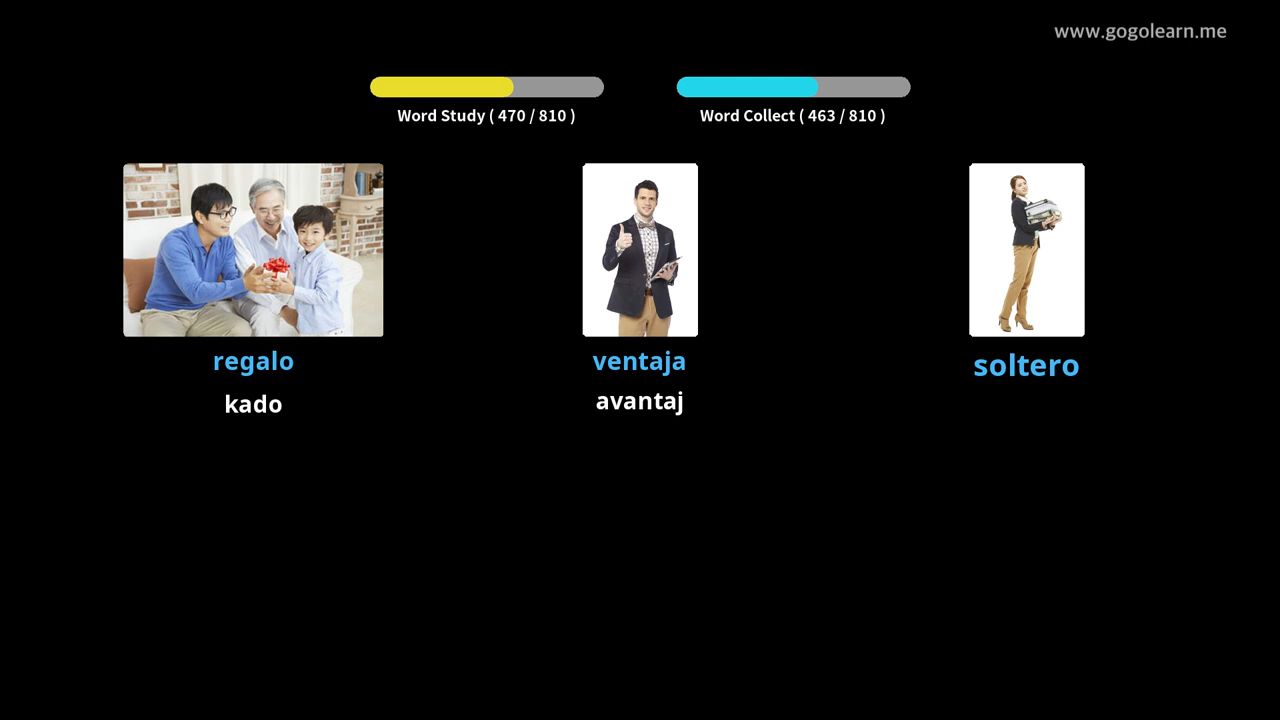 www.gogolearn.me
Word Study ( 470 / 810 )
Word Collect ( 463 / 810 )
regalo
kado
ventaja
avantaj
soltero